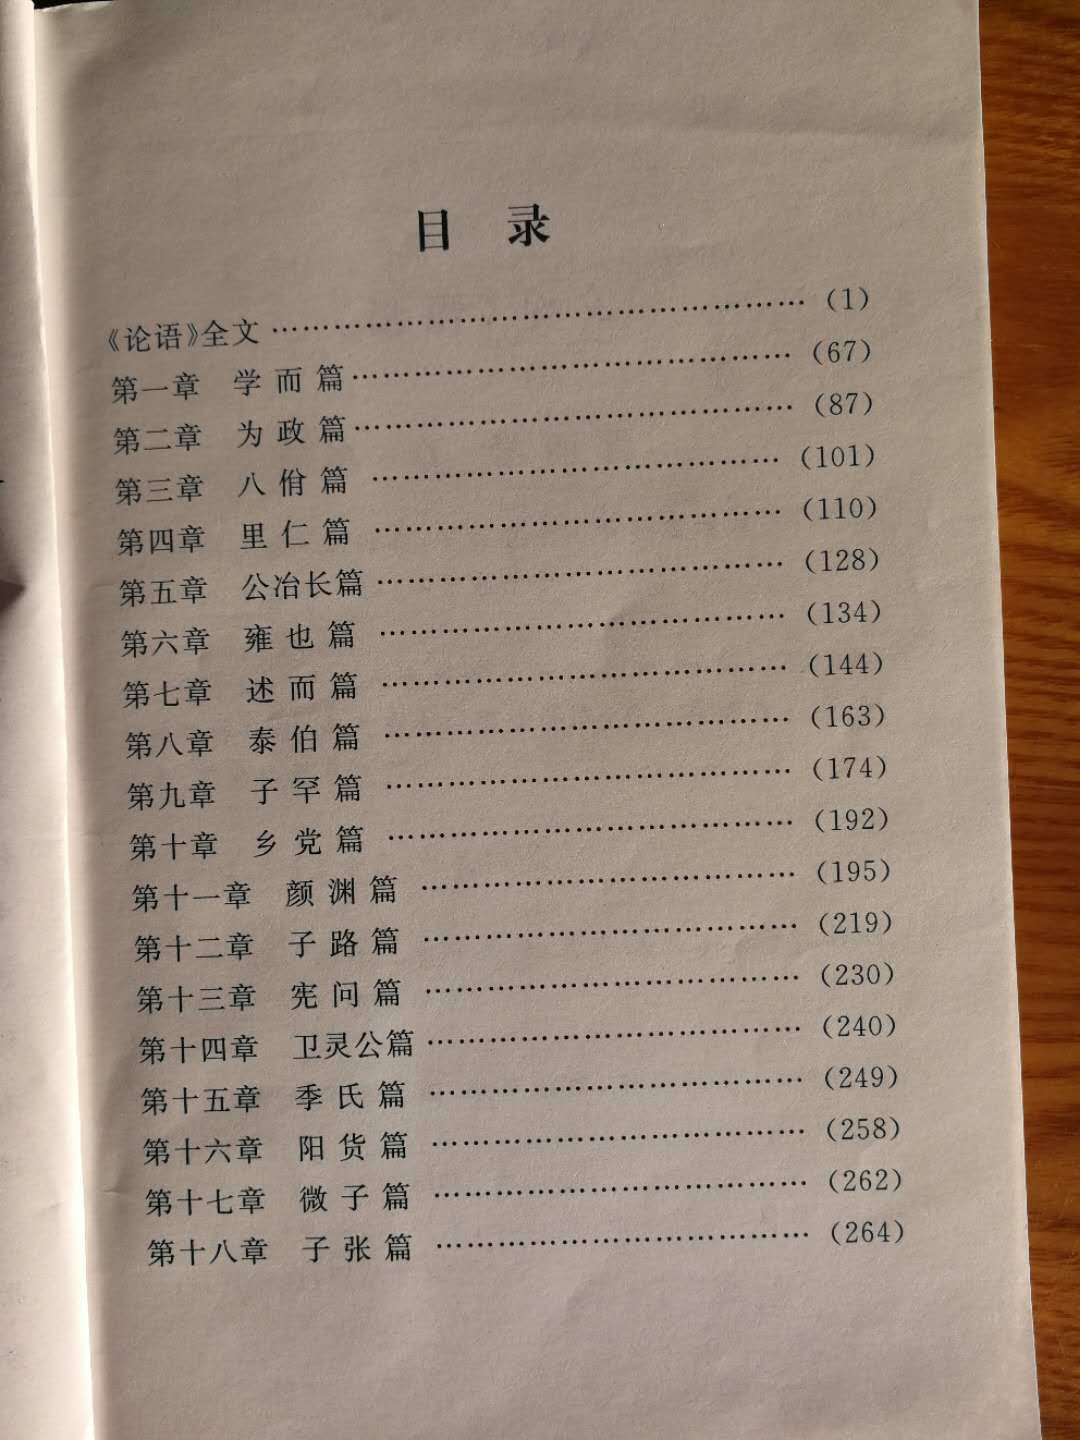 目 录
《论语》全文 …………………………………………… (1)
第一章 学而篇 …………………………………………… (67)
第二章 为政篇 …………………………………………… (87)
第三章 八佾篇 …………………………………………… (101)
第四章 里仁篇 …………………………………………… (110)
第五章 公冶长篇 …………………………………………… (128)
第六章 雍也篇 …………………………………………… (134)
第七章 述而篇 …………………………………………… (144)
第八章 泰伯篇 …………………………………………… (163)
第九章 子罕篇 …………………………………………… (174)
第十章 乡党篇 …………………………………………… (192)
第十一章 颜渊篇 …………………………………………… (195)
第十二章 子路篇 …………………………………………… (219)
第十三章 宪问篇 …………………………………………… (230)
第十四章 卫灵公篇 …………………………………………… (240)
第十五章 季氏篇 …………………………………………… (249)
第十六章 阳货篇 …………………………………………… (258)
第十七章 微子篇 …………………………………………… (262)
第十八章 子张篇 …………………………………………… (264)